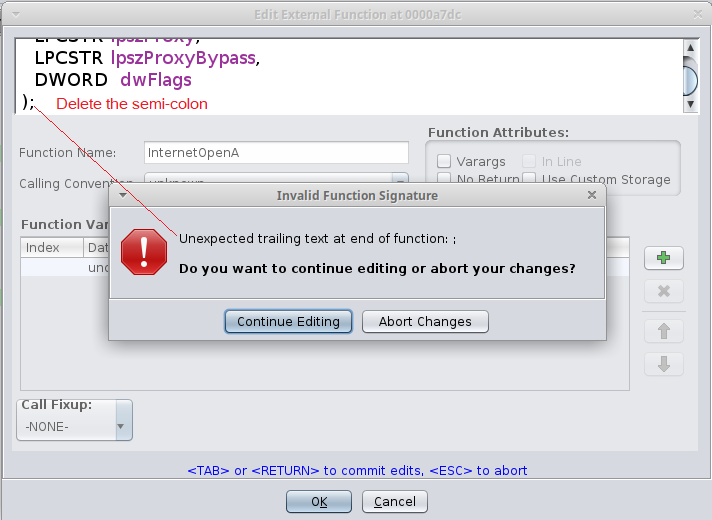 Edit External Function at 0000a7dc
LPCSTR lpszProxy,
LPCSTR lpszProxyBypass,
DWORD dwFlags
); Delete the semi-colon
Function Name: InternetOpenA
Function Attributes:
Varargs In Line
No Return Use Custom Storage
Calling Convention unknown
Invalid Function Signature
Function Var
Index Dat
unc
Unexpected trailing text at end of function: ;
Do you want to continue editing or abort your changes?
Continue Editing Abort Changes
Call Fixup:
-NONE-
<TAB> or <RETURN> to commit edits, <ESC> to abort
OK Cancel